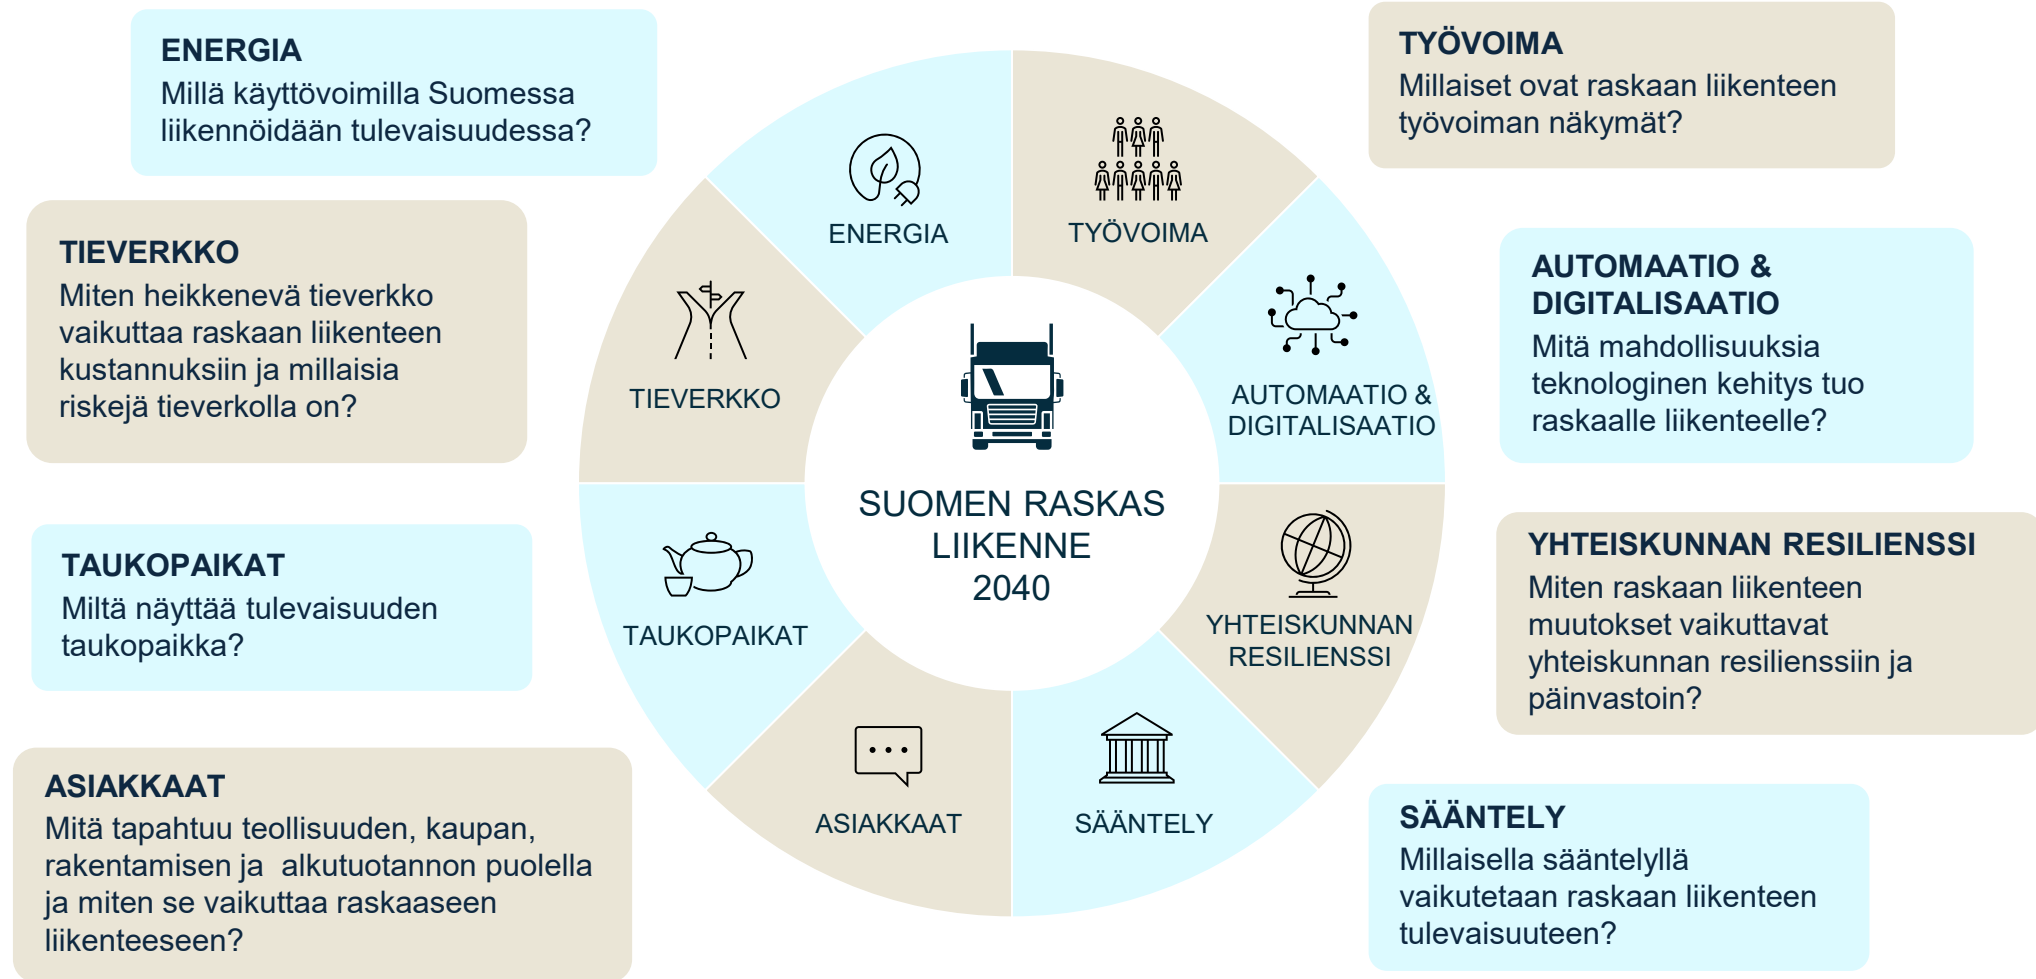 ENERGIA
Millä käyttövoimilla Suomessa
liikennöidään tulevaisuudessa?
TIEVERKKO
Miten heikkenevä tieverkko
vaikuttaa raskaan liikenteen
kustannuksiin ja millaisia
riskejä tieverkolla on?
TAUKOPAIKAT
Miltä näyttää tulevaisuuden
taukopaikka?
ASIAKKAAT
Mitä tapahtuu teollisuuden, kaupan,
rakentamisen ja  alkutuotannon puolella
ja miten se vaikuttaa raskaaseen
liikenteeseen?
ENERGIA
TYÖVOIMA
TIEVERKKO
AUTOMAATIO &
DIGITALISAATIO
SUOMEN RASKAS
LIIKENNE
2040
TAUKOPAIKAT
YHTEISKUNNAN
RESILIENSSI
ASIAKKAAT
SÄÄNTELY
TYÖVOIMA
Millaiset ovat raskaan liikenteen
työvoiman näkymät?
AUTOMAATIO &
DIGITALISAATIO
Mitä mahdollisuuksia
teknologinen kehitys tuo
raskaalle liikenteelle?
YHTEISKUNNAN RESILIENSSI
Miten raskaan liikenteen
muutokset vaikuttavat
yhteiskunnan resilienssiin ja
päinvastoin?
SÄÄNTELY
Millaisella sääntelyllä
vaikutetaan raskaan liikenteen
tulevaisuuteen?